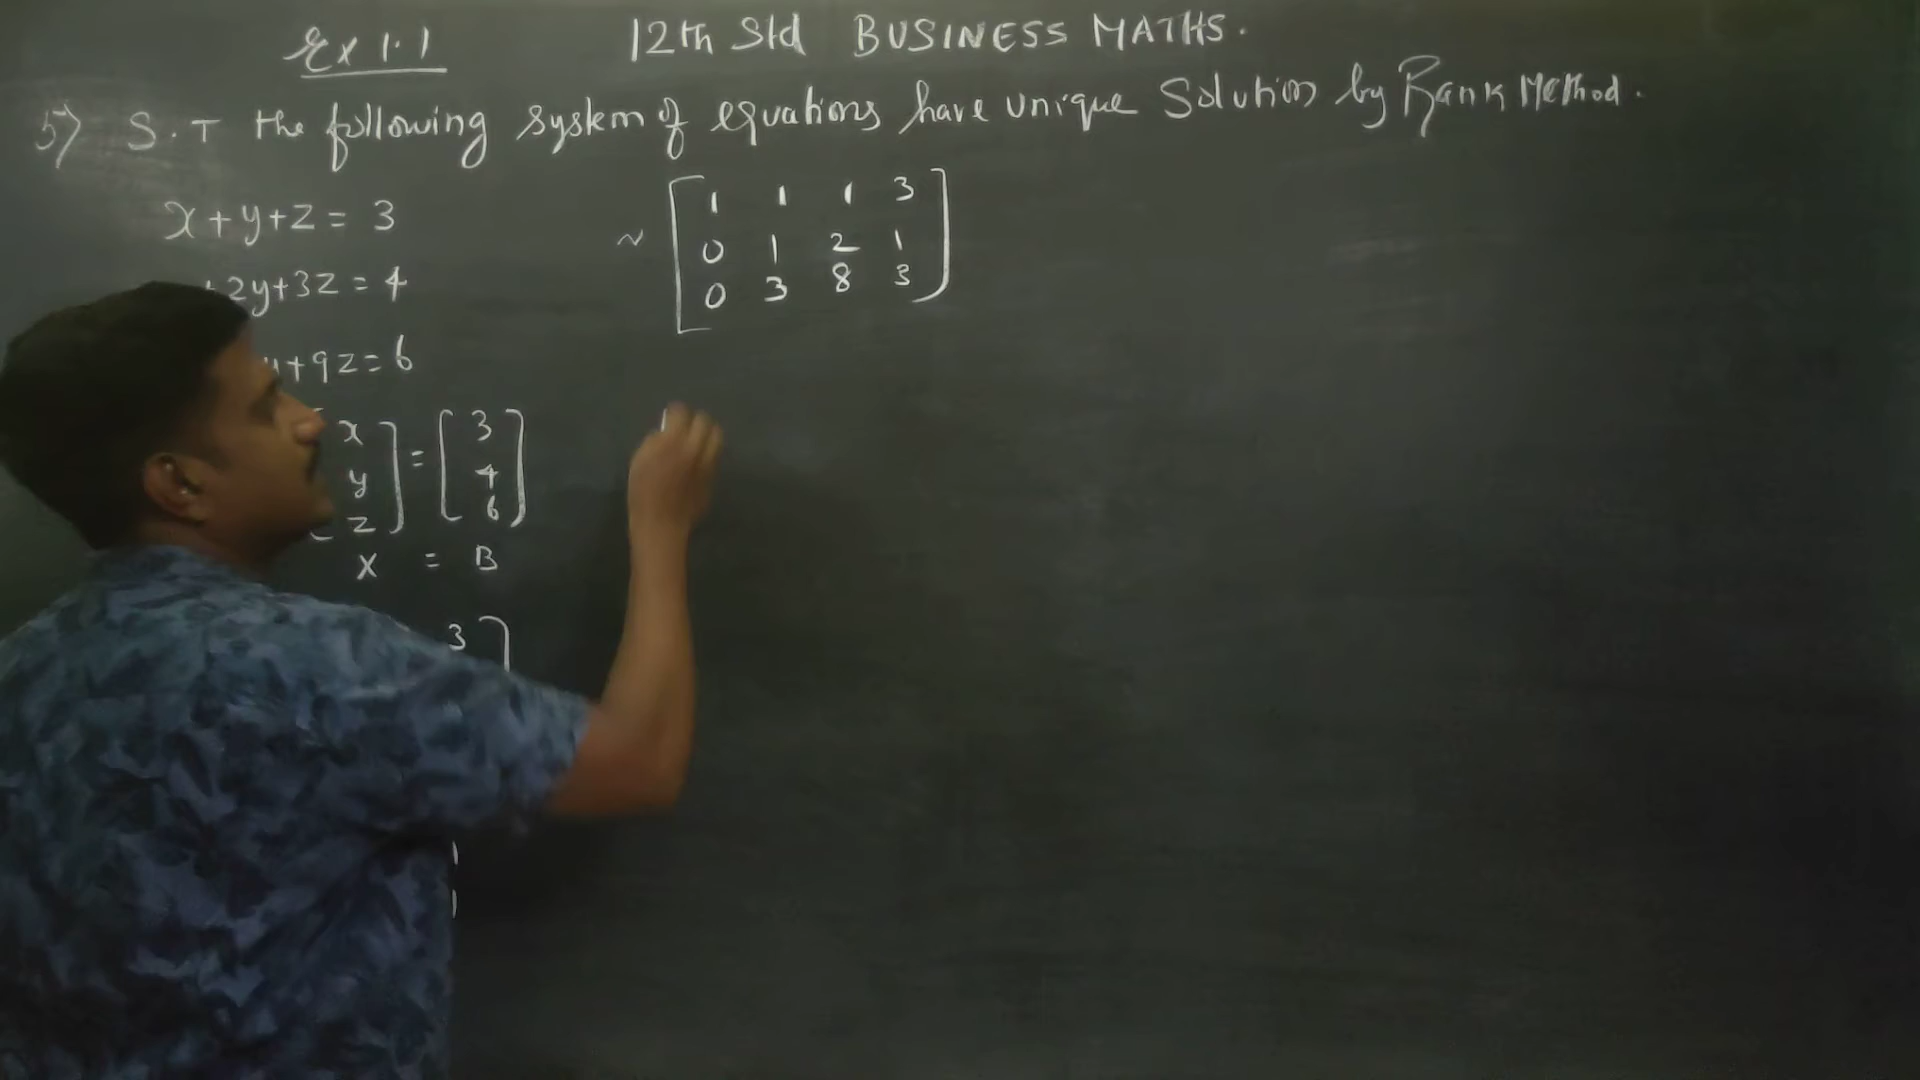 Ex 1.1
12th Std BUSINESS MATHS.
5) S.T the following system of equations have unique Solution by Rank Method.
x+y+z = 3
+2y+3z = 4
y+9z = 6
[x y z] = [3 4 6]
X = B
3
1
1
~ [1 1 1 3
0 1 2 1
0 3 8 3]